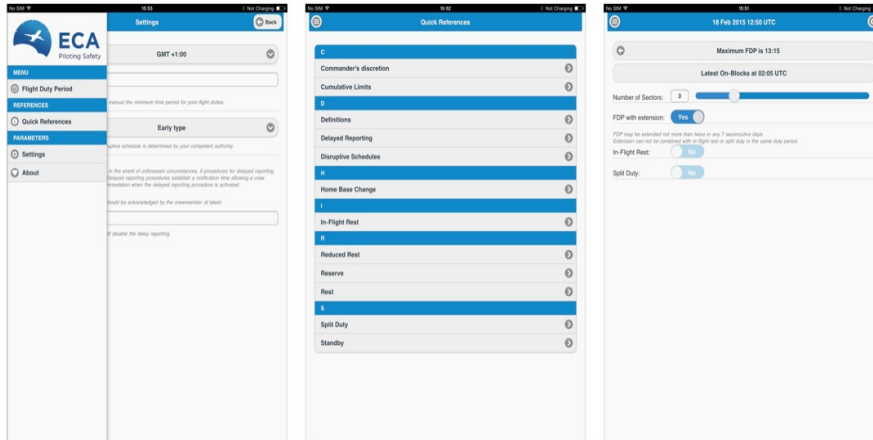 No SIM
15:53
Not Charging
ECA
Piloting Safety
MENU
Flight Duty Period
REFERENCES
Quick References
PARAMETERS
Settings
About
Settings
Back
GMT +1:00
manual the minimum time period for post flight duties.
Early type
ptive schedule is determined by your competent authority.
in the event of unforeseen circumstances, if procedures for delayed reporting
Delayed reporting procedures establish a notification time allowing a crew
mmodation when the delayed reporting procedure is activated.
hould be acknowledged by the crewmember at latest:
ll disable the delay reporting.
No SIM
15:52
Not Charging
Quick References
C
Commander's discretion
Cumulative Limits
D
Definitions
Delayed Reporting
Disruptive Schedules
H
Home Base Change
I
In-Flight Rest
R
Reduced Rest
Reserve
Rest
S
Split Duty
Standby
No SIM
15:51
Not Charging
18 Feb 2015 12:50 UTC
Maximum FDP is 13:15
Latest On-Blocks at 02:05 UTC
Number of Sectors: 3
FDP with extension: Yes
FDP may be extended not more than twice in any 7 consecutive days.
Extension can not be combined with in-flight rest or split duty in the same duty period.
In-Flight Rest: No
Split Duty: No